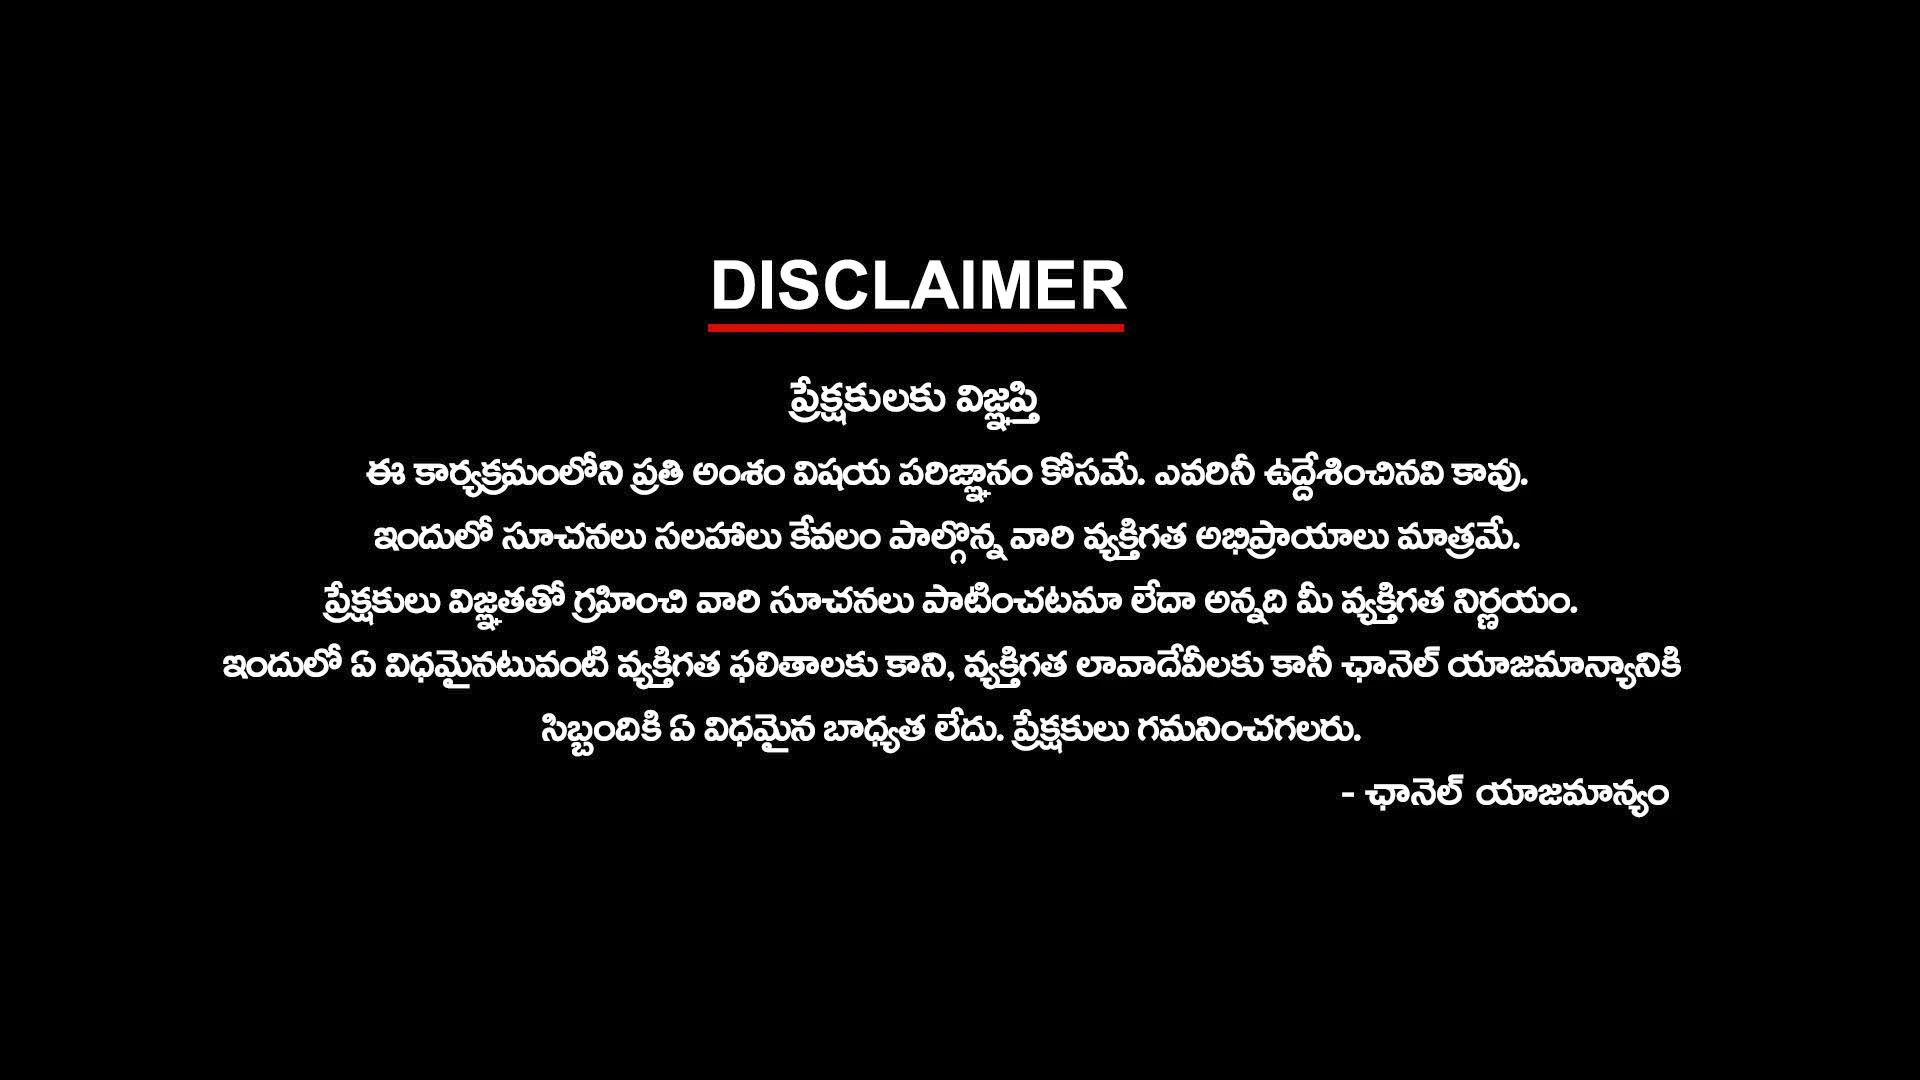 DISCLAIMER
ప్రేక్షకులకు విజ్ఞప్తి
ఈ కార్యక్రమంలోని ప్రతి అంశం విషయ పరిజ్ఞానం కోసమే. ఎవరినీ ఉద్దేశించినవి కావు.
ఇందులో సూచనలు సలహాలు కేవలం పాల్గొన్న వారి వ్యక్తిగత అభిప్రాయాలు మాత్రమే.
ప్రేక్షకులు విజ్ఞతతో గ్రహించి వారి సూచనలు పాటించటమా లేదా అన్నది మీ వ్యక్తిగత నిర్ణయం.
ఇందులో ఏ విధమైనటువంటి వ్యక్తిగత ఫలితాలకు కాని, వ్యక్తిగత లావాదేవీలకు కానీ ఛానెల్ యాజమాన్యానికి
సిబ్బందికి ఏ విధమైన బాధ్యత లేదు. ప్రేక్షకులు గమనించగలరు.
- ఛానెల్ యాజమాన్యం